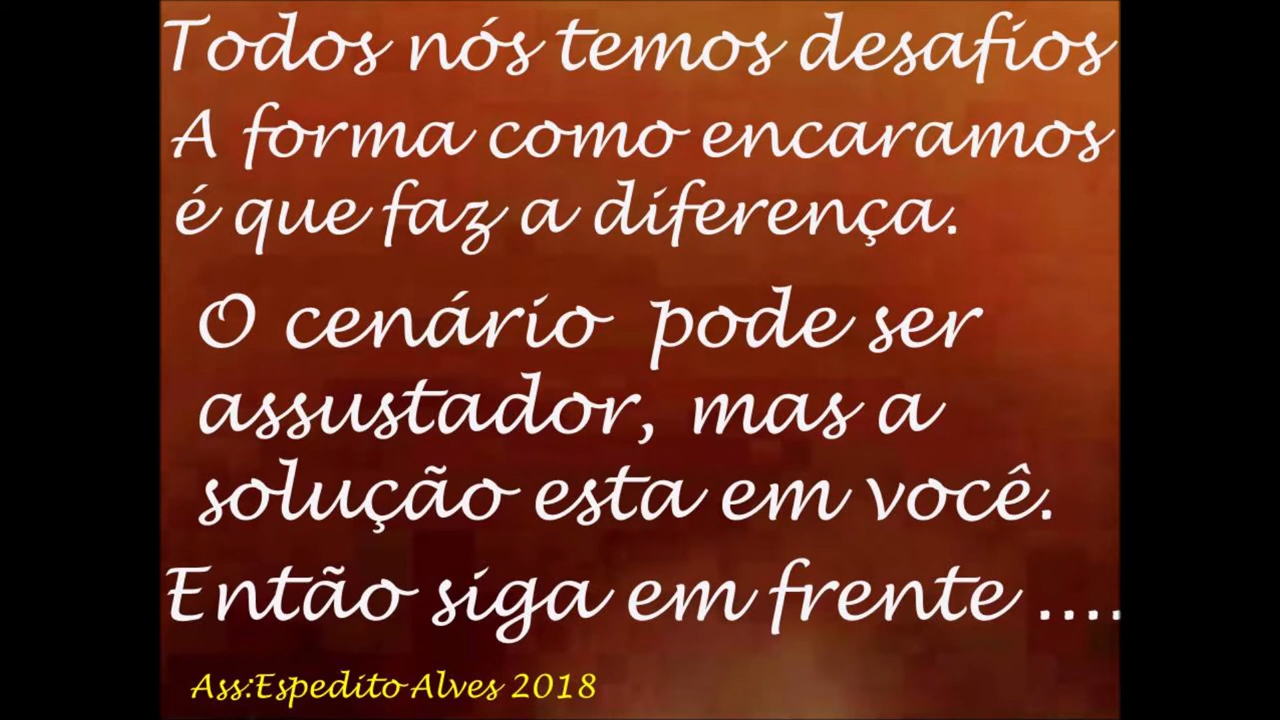 Todos nós temos desafios
A forma como encaramos
é que faz a diferença.
O cenário pode ser
assustador, mas a
solução esta em você.
Então siga em frente ....
Ass:Espedito Alves 2018